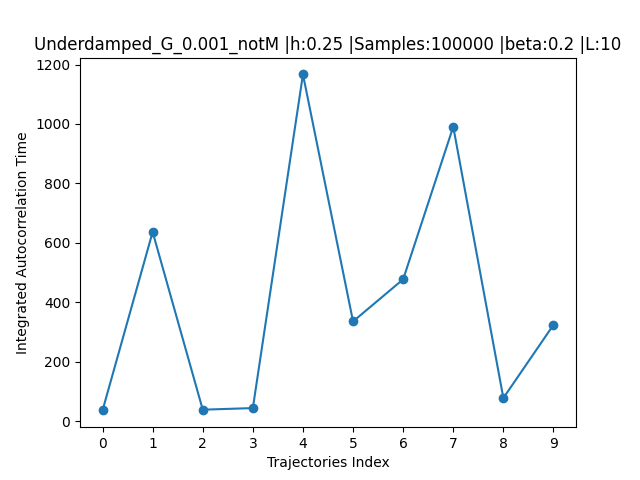 Underdamped_G_0.001_notM |h:0.25 |Samples:100000 |beta:0.2 |L:10
1200
1000
800
600
400
200
0
Integrated Autocorrelation Time
0 1 2 3 4 5 6 7 8 9
Trajectories Index